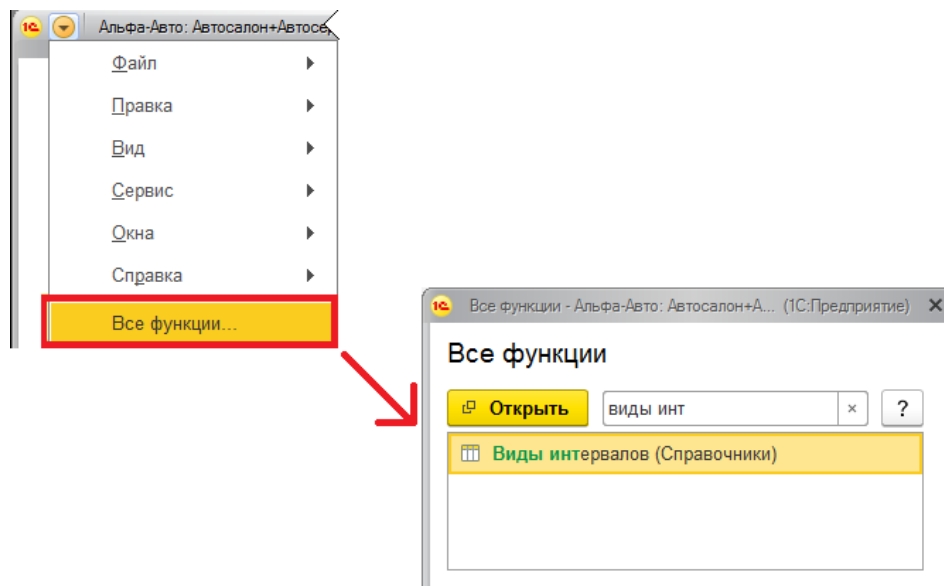 1С Альфа-Авто: Автосалон+Автосе
Файл
Правка
Вид
Сервис
Окна
Справка
Все функции...
1С Все функции - Альфа-Авто: Автосалон+А... (1С:Предприятие) ×
Все функции
Открыть виды инт × ?
Виды интервалов (Справочники)